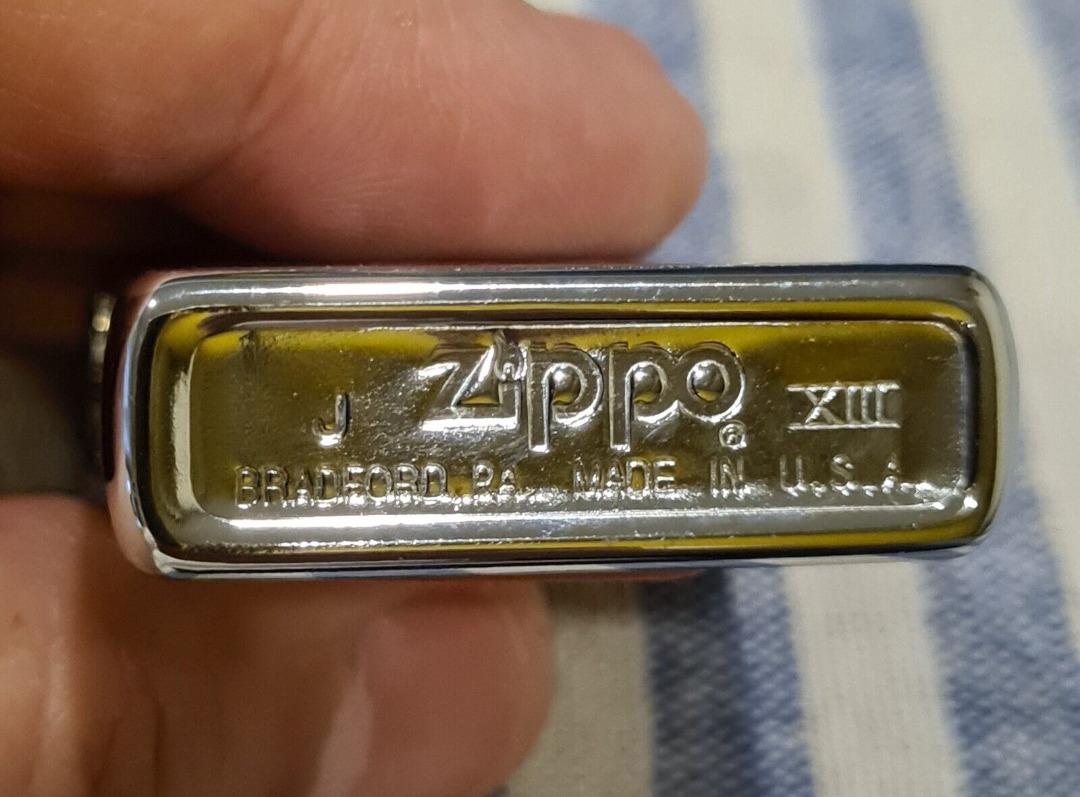 J Zippo ® XIII
BRADFORD, PA. MADE IN U.S.A.